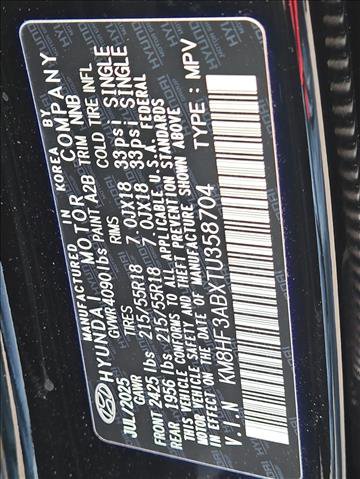 MANUFACTURED IN KOREA BY
HYUNDAI MOTOR COMPANY
JUL/2025 GVWR 4090 lbs PAINT A2B TRIM NNB
GAWR TIRES RIMS COLD TIRE INFL
FRONT 2425 lbs 215/55R18 7.0JX18 33psi SINGLE
REAR 1956 lbs 215/55R18 7.0JX18 33psi SINGLE
THIS VEHICLE CONFORMS TO ALL APPLICABLE U.S.A. FEDERAL
MOTOR VEHICLE SAFETY AND THEFT PREVENTION STANDARDS
IN EFFECT ON THE DATE OF MANUFACTURE SHOWN ABOVE
V.I.N KM8HF3ABXTU358704 TYPE : MPV